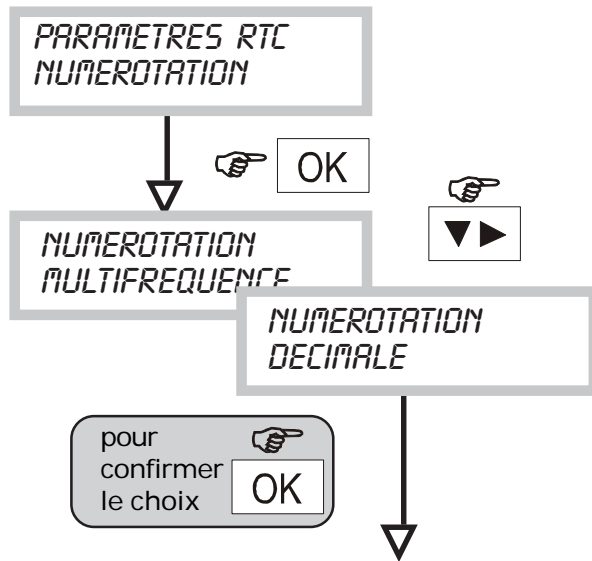 PARAMETRES RTC
NUMEROTATION
OK
▼►
NUMEROTATION
MULTIFREQUENCE
NUMEROTATION
DECIMALE
pour
confirmer
le choix
OK